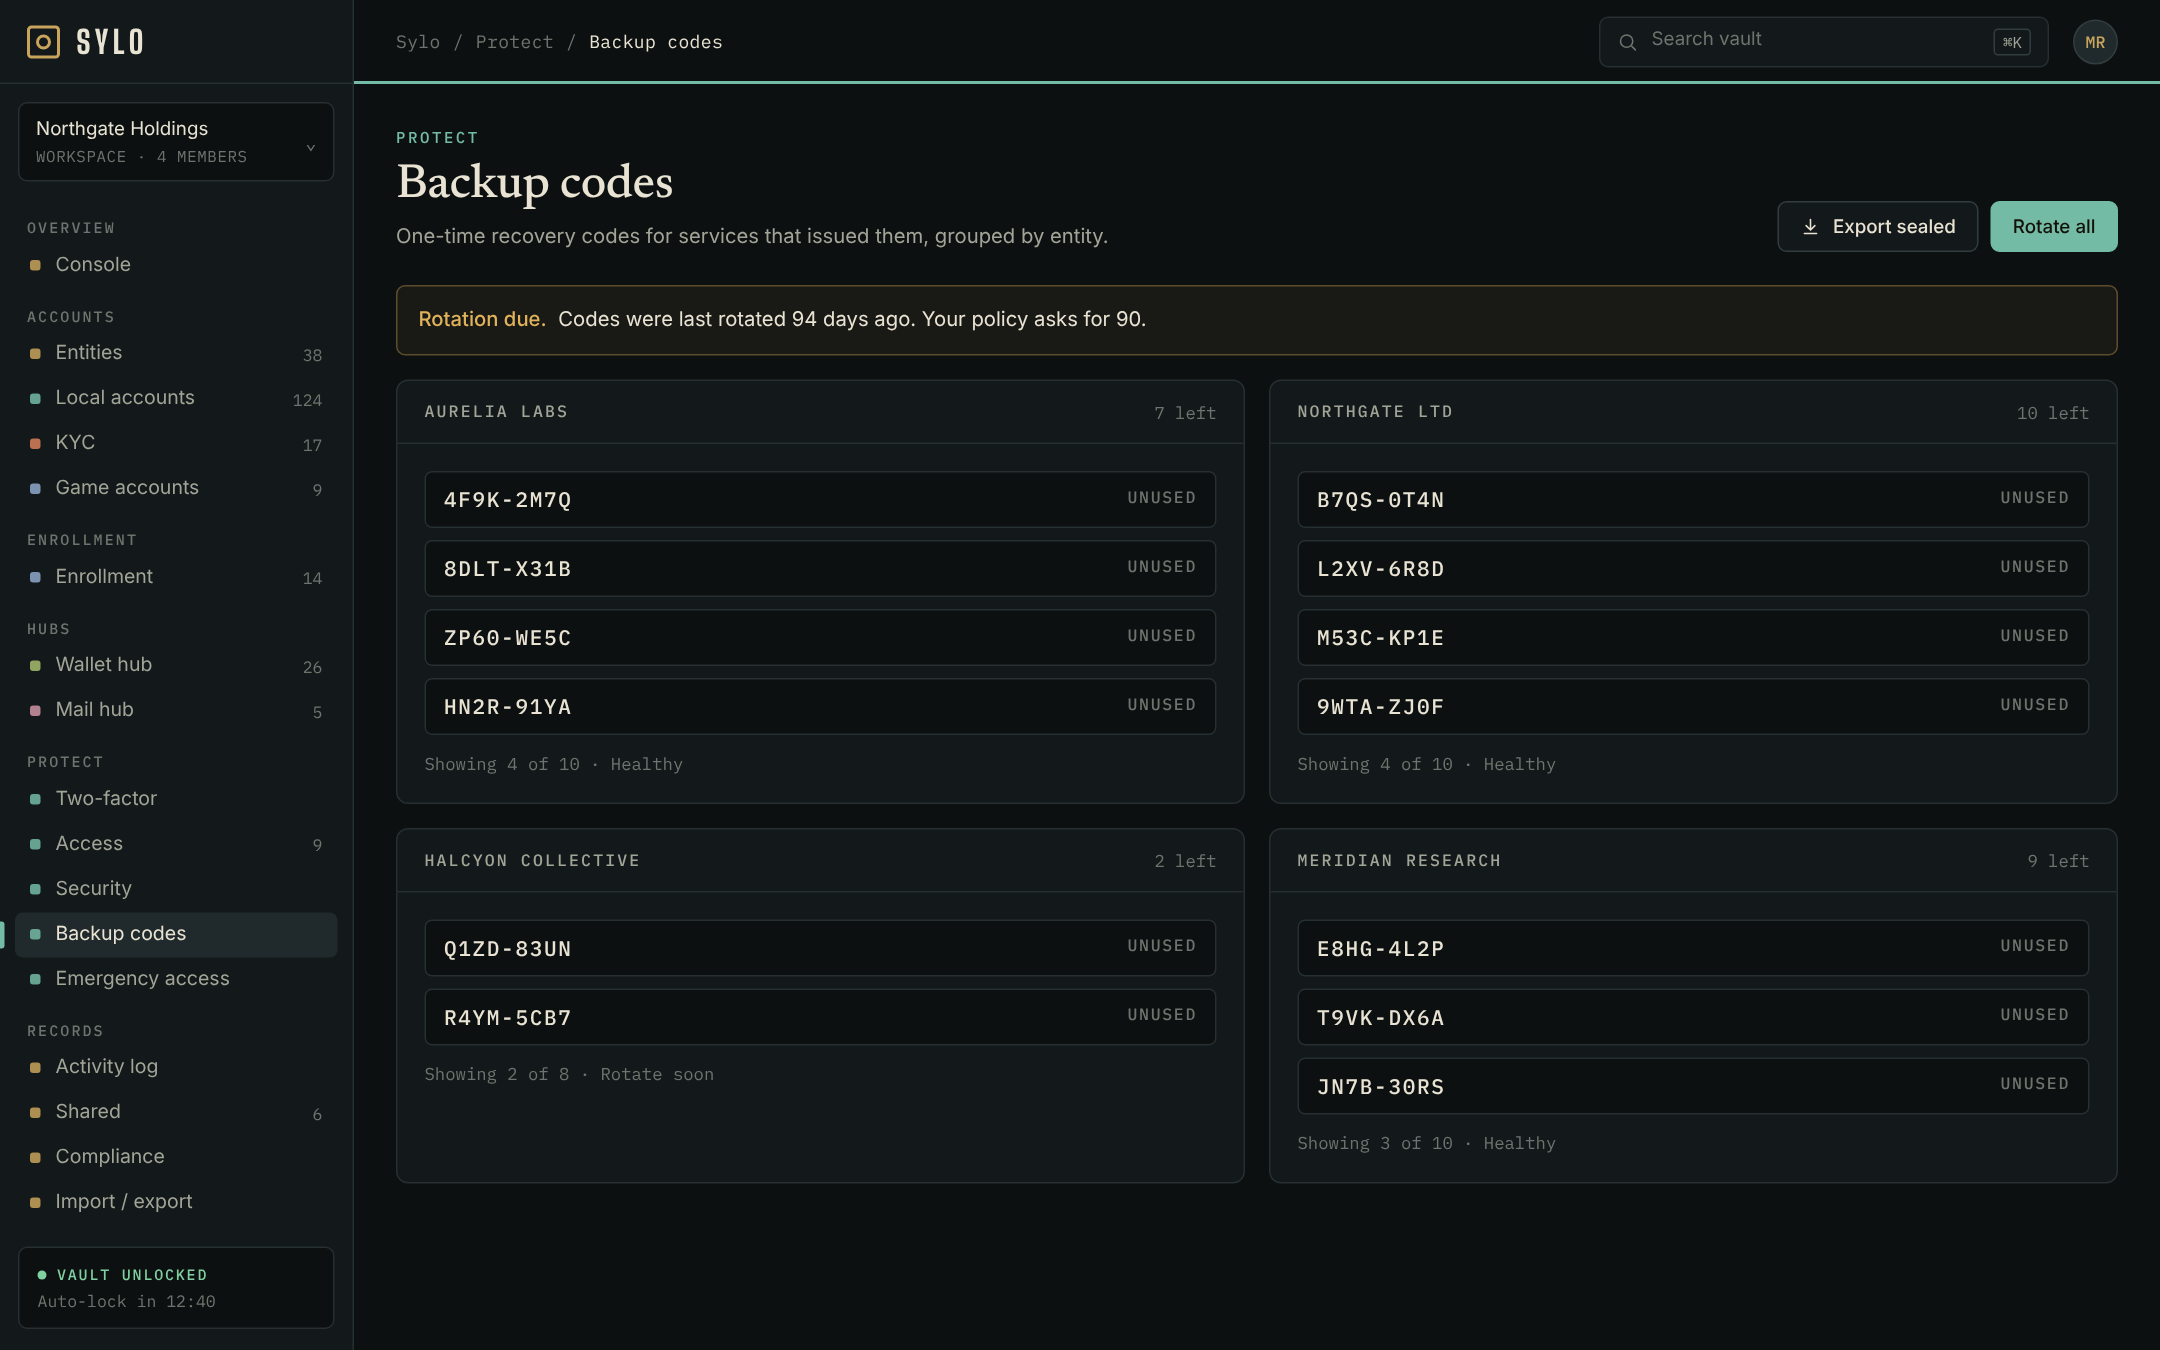 SYLO
Northgate Holdings
WORKSPACE · 4 MEMBERS
OVERVIEW
Console
ACCOUNTS
Entities 38
Local accounts 124
KYC 17
Game accounts 9
ENROLLMENT
Enrollment 14
HUBS
Wallet hub 26
Mail hub 5
PROTECT
Two-factor
Access 9
Security
Backup codes
Emergency access
RECORDS
Activity log
Shared 6
Compliance
Import / export
VAULT UNLOCKED
Auto-lock in 12:40
Sylo / Protect / Backup codes
Search vault ⌘K
MR
PROTECT
Backup codes
One-time recovery codes for services that issued them, grouped by entity.
Export sealed
Rotate all
Rotation due. Codes were last rotated 94 days ago. Your policy asks for 90.
AURELIA LABS 7 left
4F9K-2M7Q UNUSED
8DLT-X31B UNUSED
ZP60-WE5C UNUSED
HN2R-91YA UNUSED
Showing 4 of 10 · Healthy
NORTHGATE LTD 10 left
B7QS-0T4N UNUSED
L2XV-6R8D UNUSED
M53C-KP1E UNUSED
9WTA-ZJ0F UNUSED
Showing 4 of 10 · Healthy
HALCYON COLLECTIVE 2 left
Q1ZD-83UN UNUSED
R4YM-5CB7 UNUSED
Showing 2 of 8 · Rotate soon
MERIDIAN RESEARCH 9 left
E8HG-4L2P UNUSED
T9VK-DX6A UNUSED
JN7B-30RS UNUSED
Showing 3 of 10 · Healthy